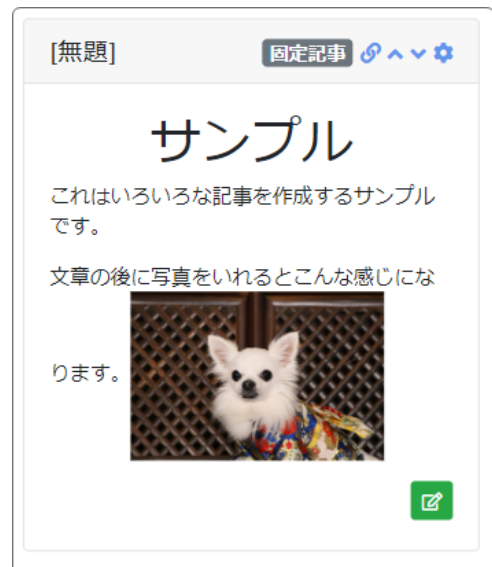 [無題] 固定記事
サンプル
これはいろいろな記事を作成するサンプル
です。
文章の後に写真をいれるとこんな感じにな
ります。